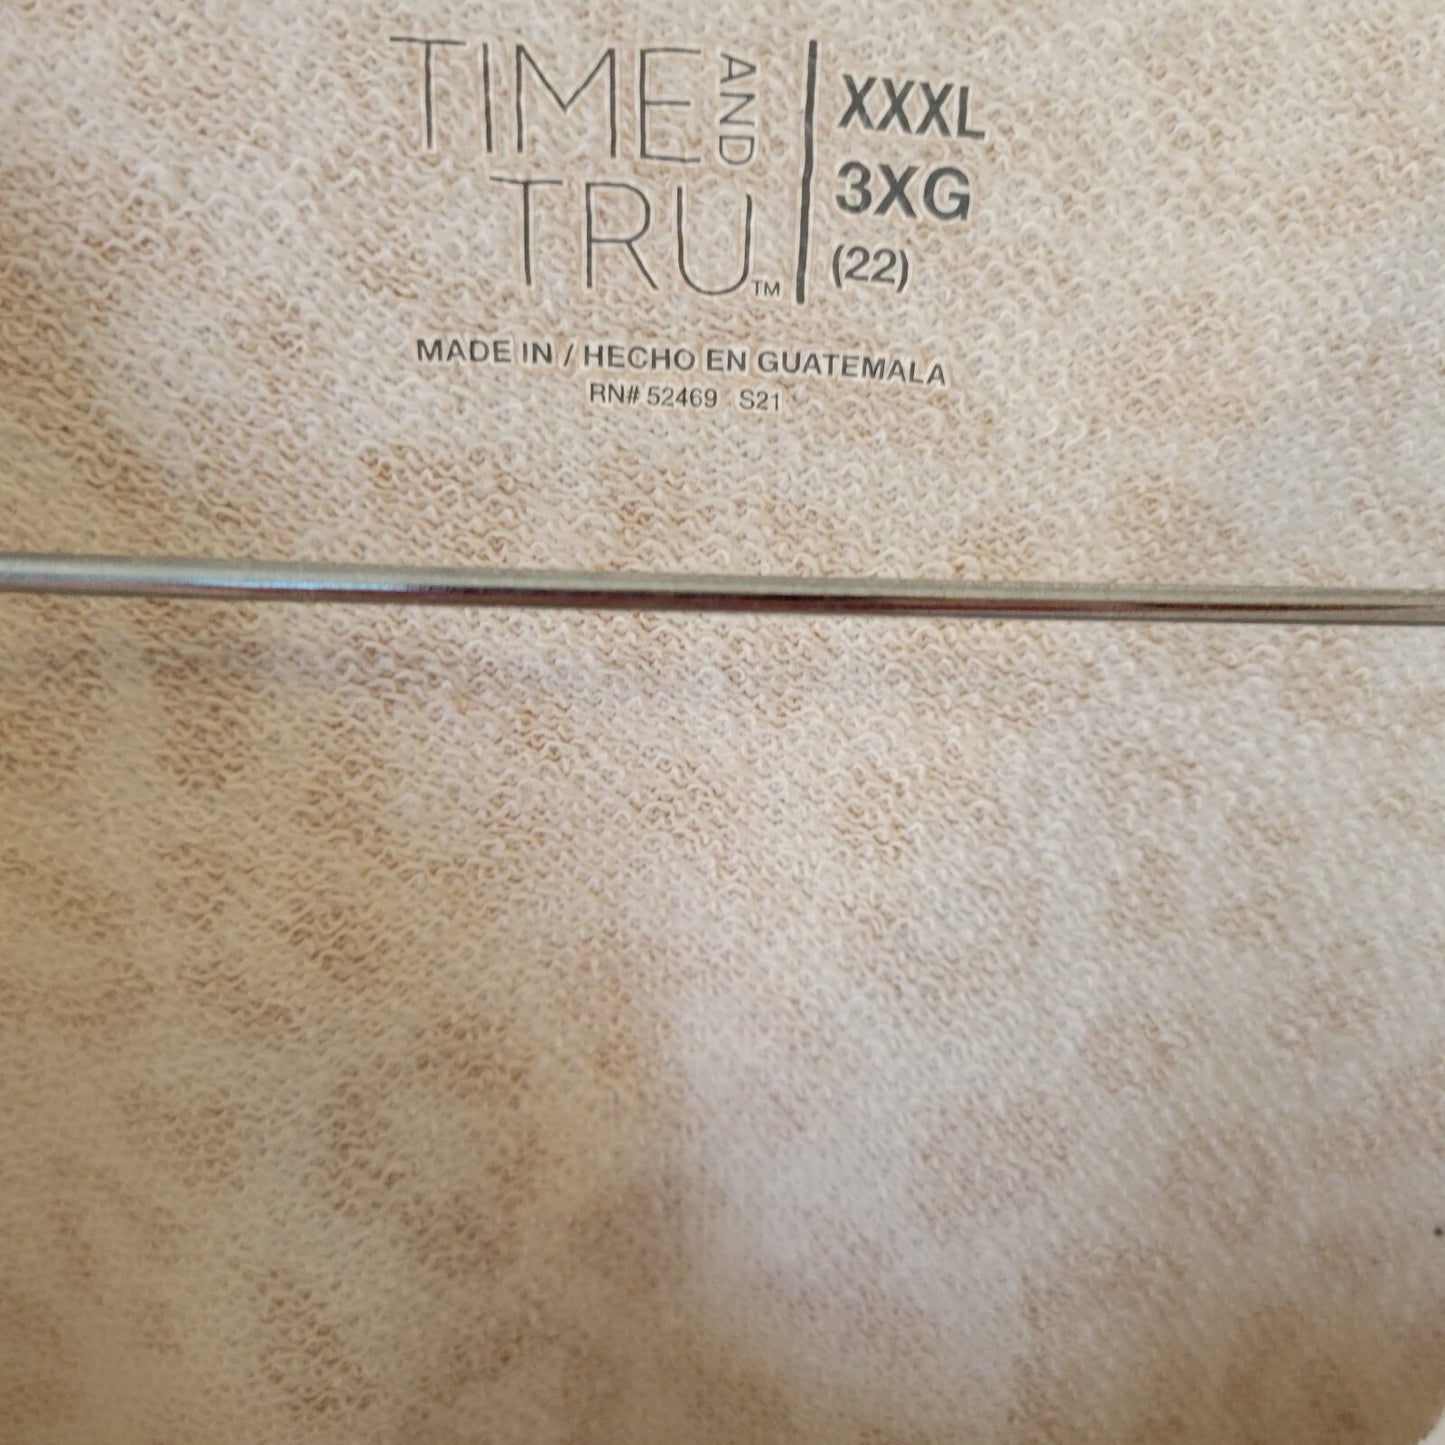 TIME AND
TRU™
XXXL
3XG
(22)
MADE IN / HECHO EN GUATEMALA
RN# 52469 S21